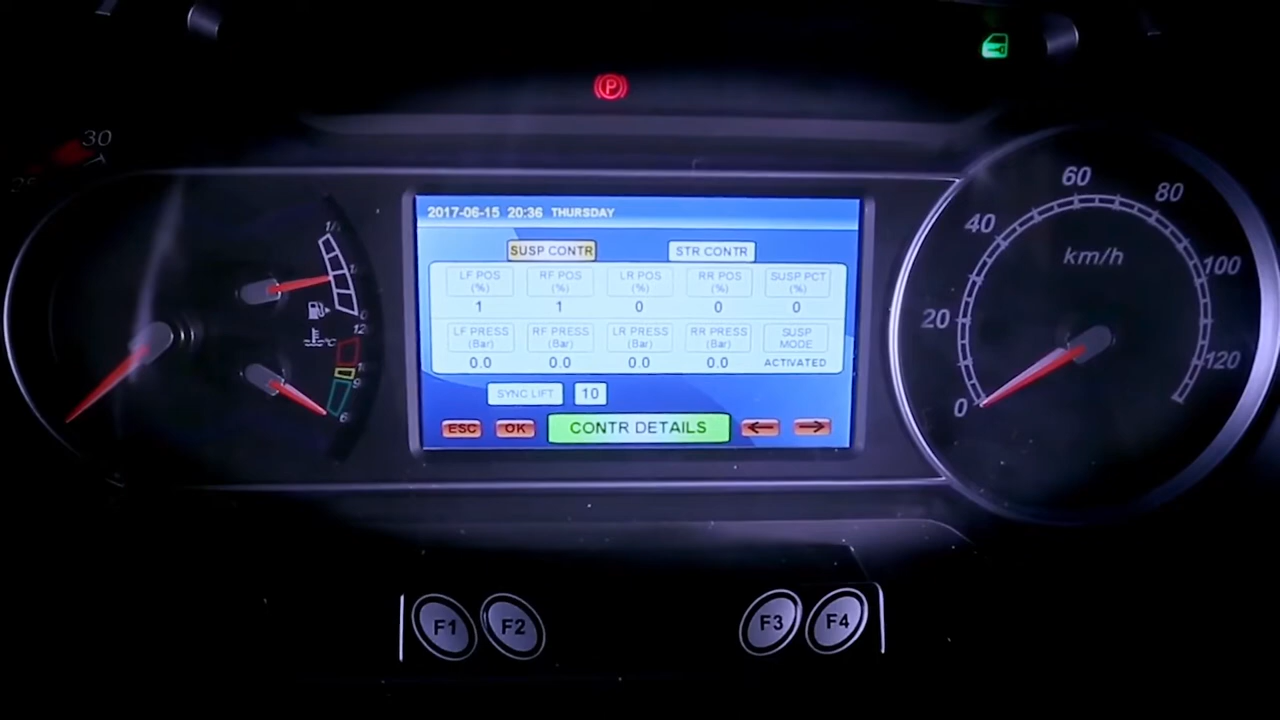 P
30
2017-06-15 20:36 THURSDAY
SUSP CONTR STR CONTR
LF POS (%) RF POS (%) LR POS (%) RR POS (%) SUSP PCT (%)
1 1 0 0 0
LF PRESS (Bar) RF PRESS (Bar) LR PRESS (Bar) RR PRESS (Bar) SUSP MODE
0.0 0.0 0.0 0.0 ACTIVATED
SYNC LIFT 10
ESC OK CONTR DETAILS
0 20 40 60 80 100 120
km/h
F1 F2 F3 F4